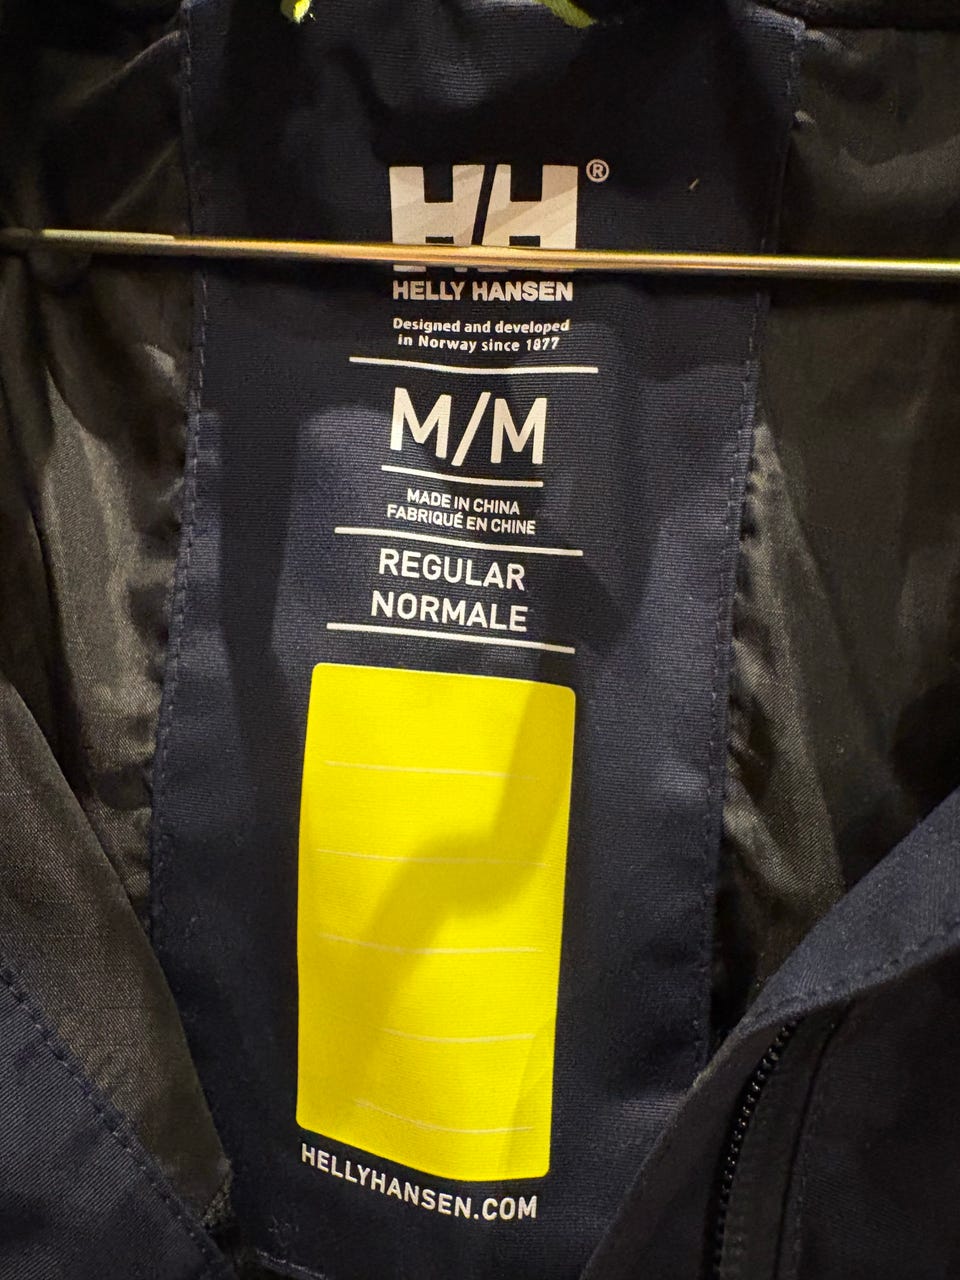 HH®
HELLY HANSEN
Designed and developed
in Norway since 1877
M/M
MADE IN CHINA
FABRIQUÉ EN CHINE
REGULAR
NORMALE
HELLYHANSEN.COM